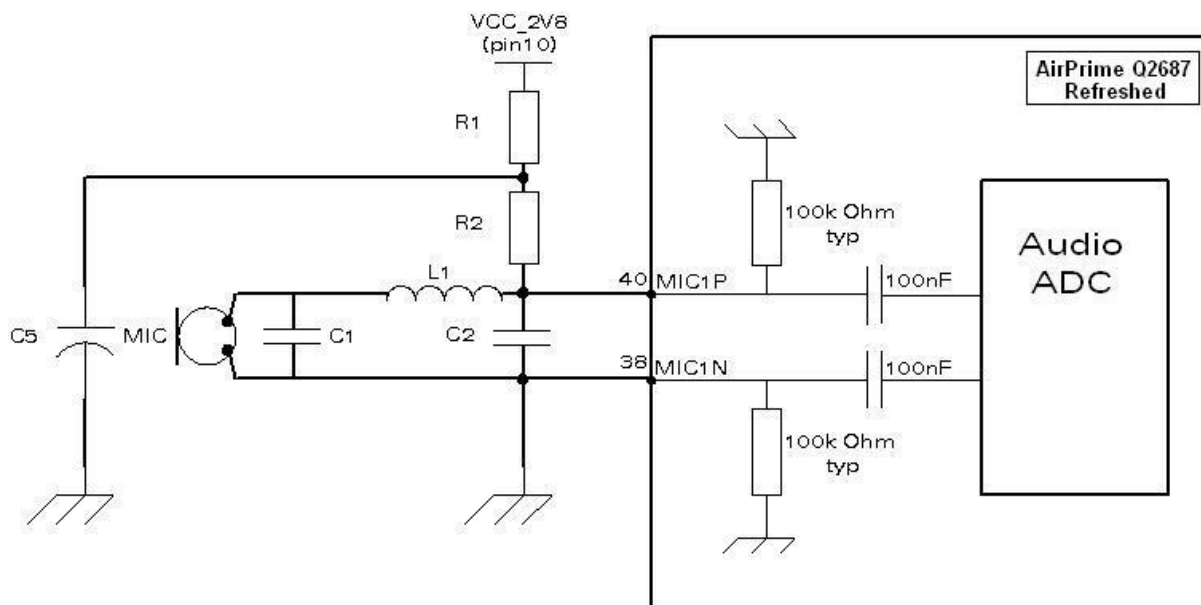 VCC_2V8
(pin10)
AirPrime Q2687
Refreshed
R1
R2
100k Ohm
typ
Audio
ADC
L1
40
MIC1P
100nF
C5
MIC
C1
C2
38
MIC1N
100nF
100k Ohm
typ